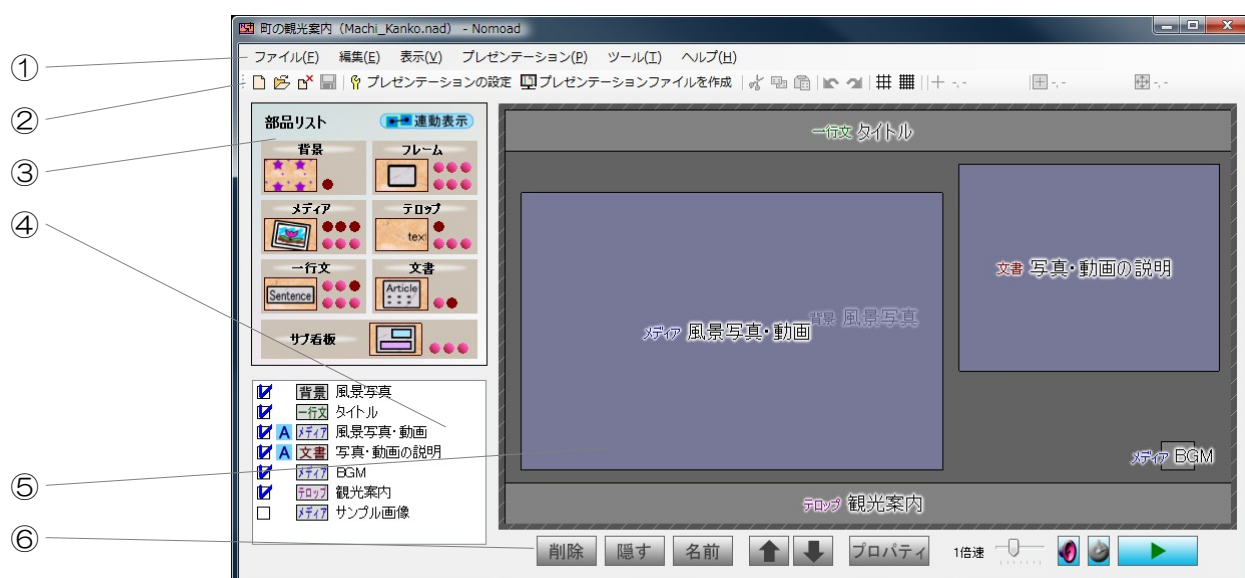 町の観光案内（Machi_Kanko.nad） - Nomoad
① ファイル(F) 編集(E) 表示(V) プレゼンテーション(P) ツール(T) ヘルプ(H)
② プレゼンテーションの設定 プレゼンテーションファイルを作成 -,- -,- -,-
③
④
⑤
⑥
部品リスト 連動表示
背景 フレーム
メディア テロップ
text
一行文 文書
Sentence Article
サブ看板
背景 風景写真
一行文 タイトル
A メディア 風景写真・動画
A 文書 写真・動画の説明
メディア BGM
テロップ 観光案内
メディア サンプル画像
一行文 タイトル
メディア 風景写真・動画
背景 風景写真
文書 写真・動画の説明
メディア BGM
テロップ 観光案内
削除 隠す 名前 プロパティ 1倍速